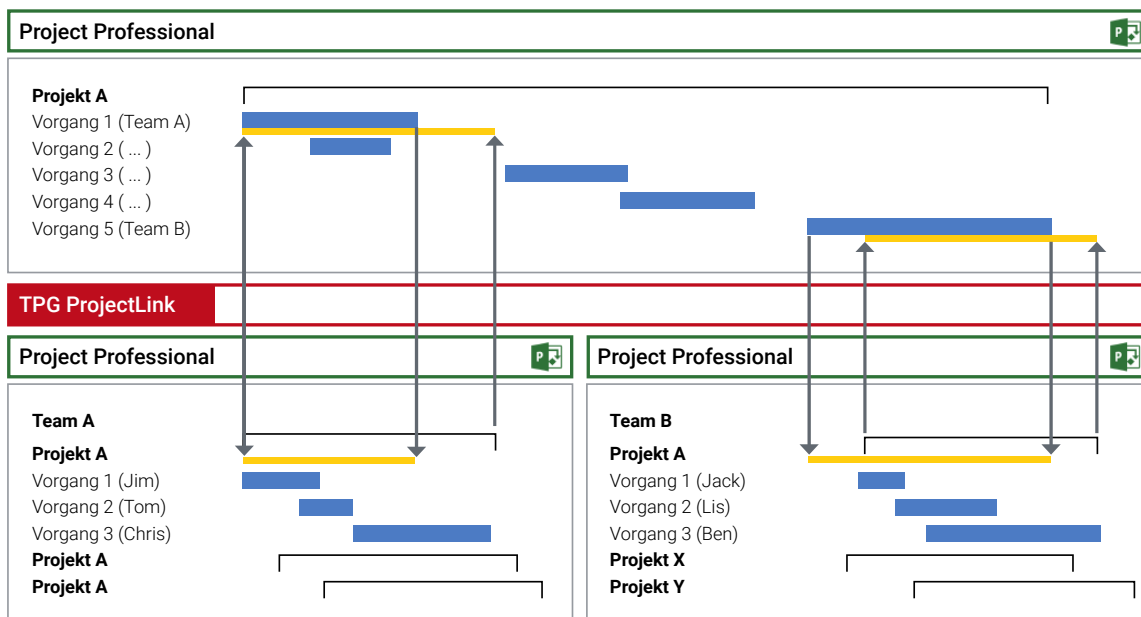 Project Professional
P
Projekt A
Vorgang 1 (Team A)
Vorgang 2 ( ... )
Vorgang 3 ( ... )
Vorgang 4 ( ... )
Vorgang 5 (Team B)
TPG ProjectLink
Project Professional
P
Team A
Projekt A
Vorgang 1 (Jim)
Vorgang 2 (Tom)
Vorgang 3 (Chris)
Projekt A
Projekt A
Project Professional
P
Team B
Projekt A
Vorgang 1 (Jack)
Vorgang 2 (Lis)
Vorgang 3 (Ben)
Projekt X
Projekt Y